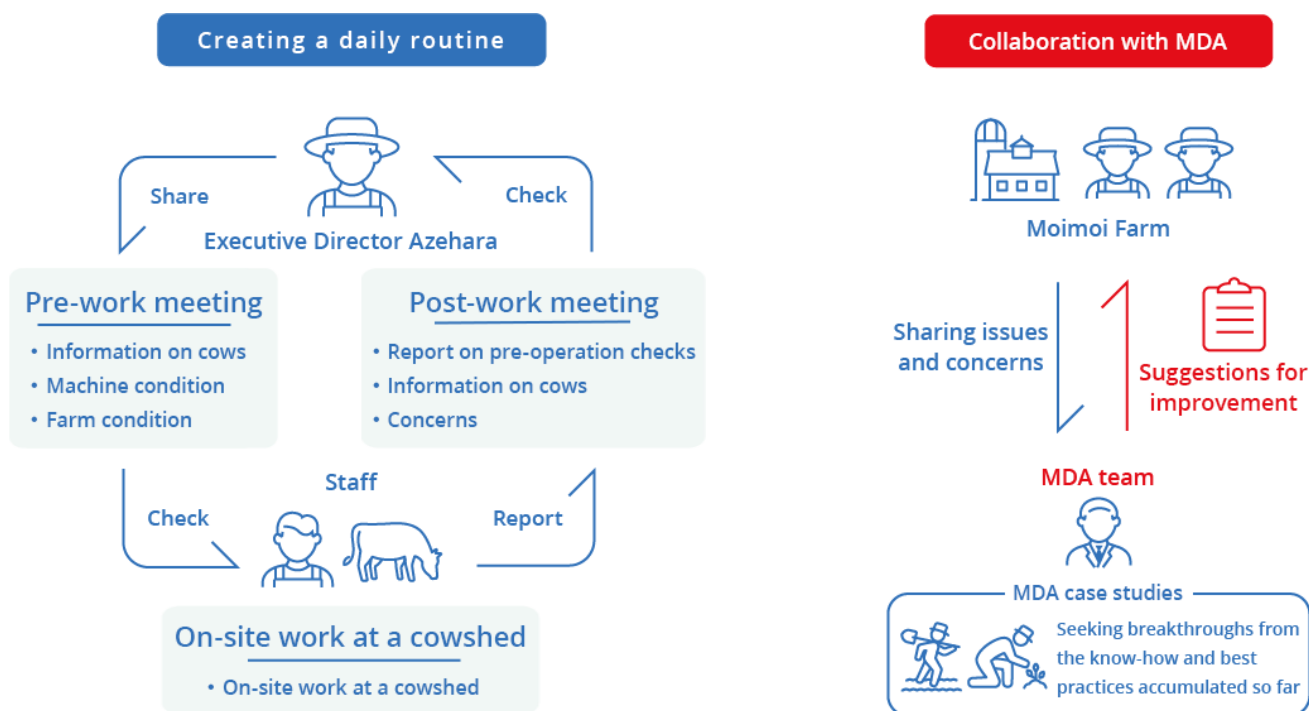 Creating a daily routine
Share
Check
Executive Director Azehara
Pre-work meeting
• Information on cows
• Machine condition
• Farm condition
Post-work meeting
• Report on pre-operation checks
• Information on cows
• Concerns
Check
Staff
Report
On-site work at a cowshed
• On-site work at a cowshed
Collaboration with MDA
Moimoi Farm
Sharing issues
and concerns
Suggestions for
improvement
MDA team
MDA case studies
Seeking breakthroughs from
the know-how and best
practices accumulated so far